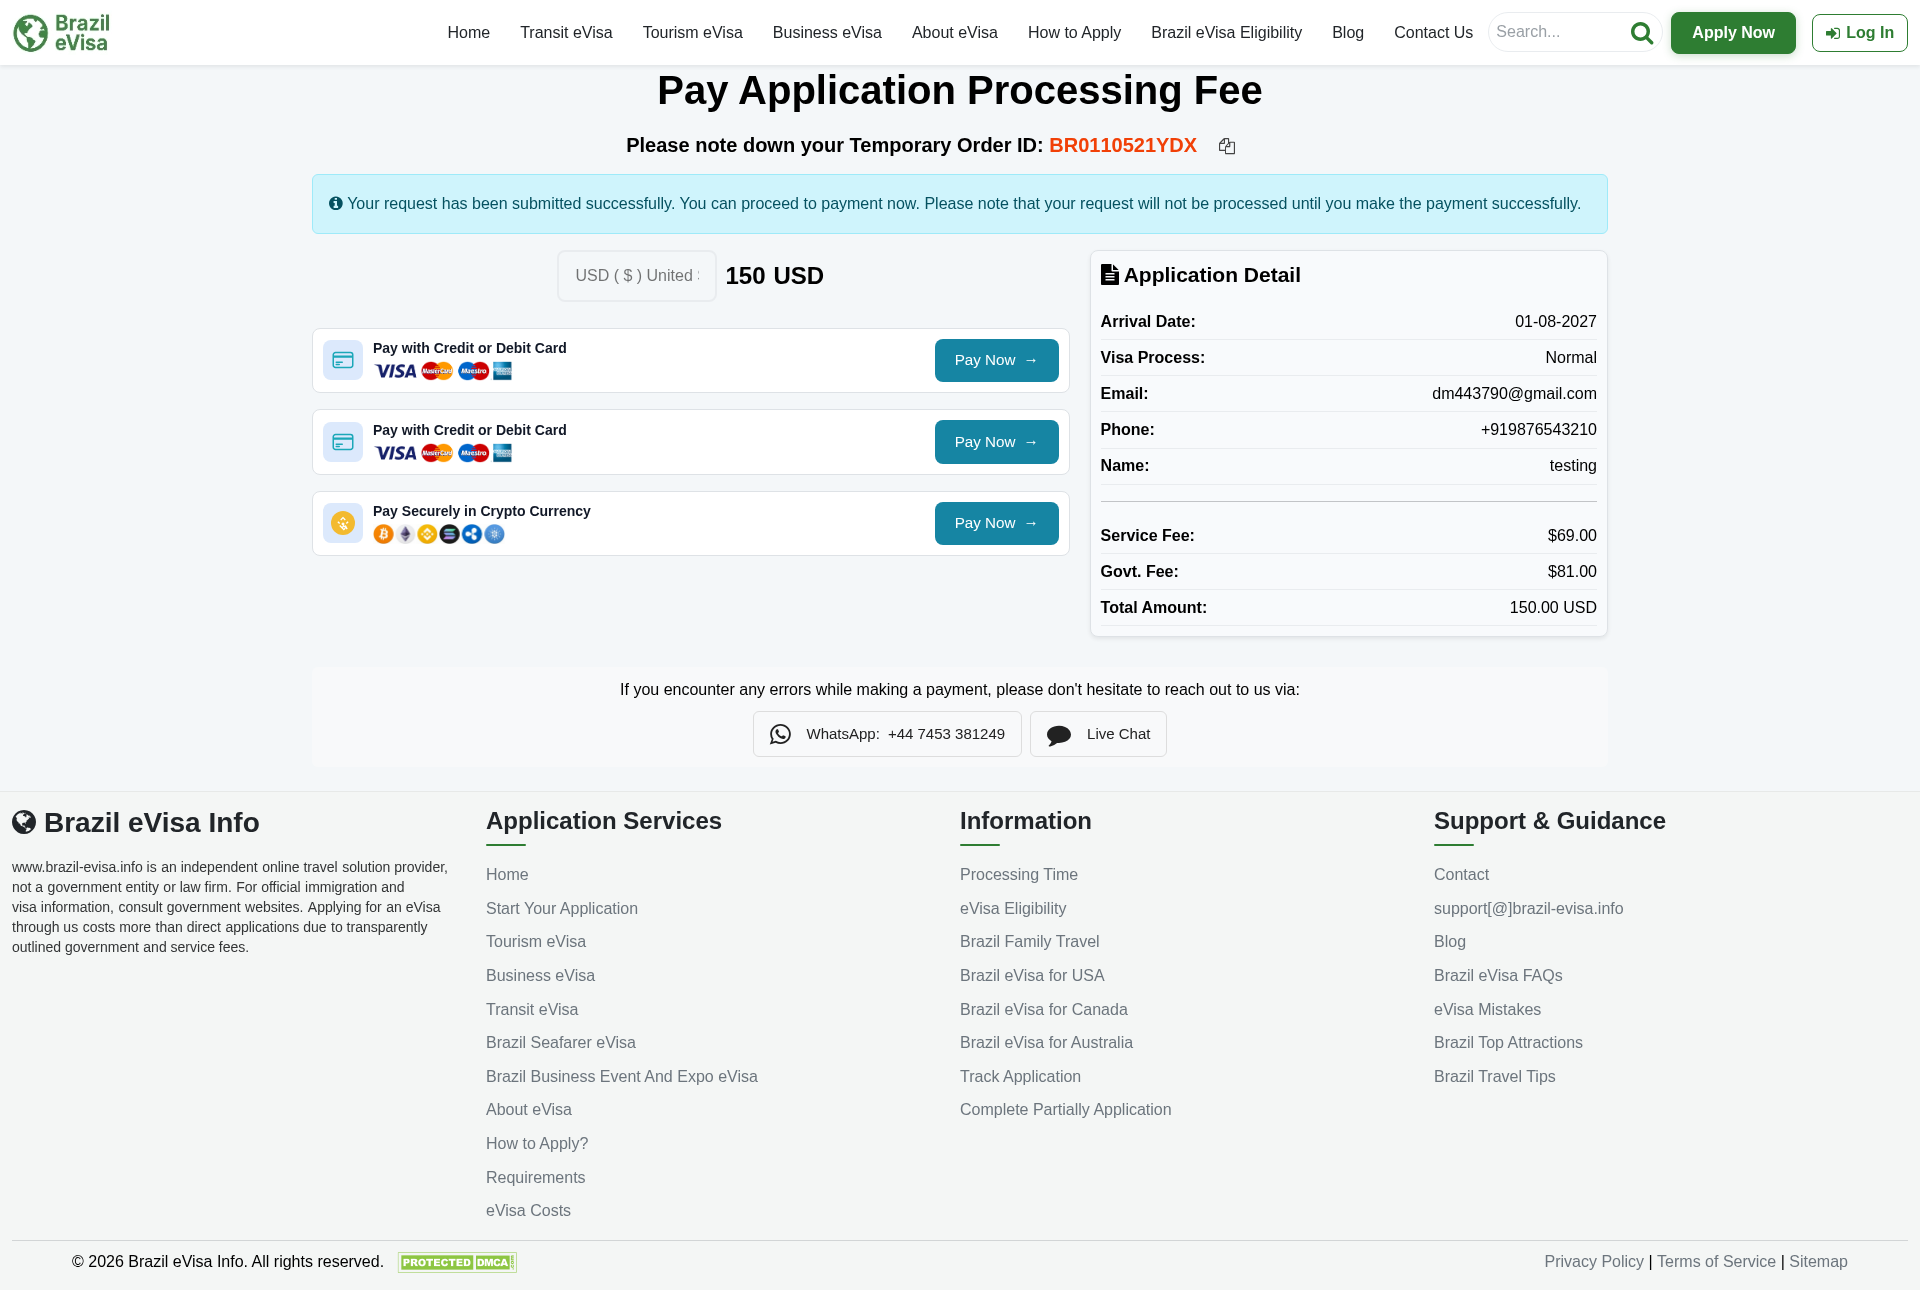 Brazil
eVisa
Home
Transit eVisa
Tourism eVisa
Business eVisa
About eVisa
How to Apply
Brazil eVisa Eligibility
Blog
Contact Us
Search...
Apply Now
Log In
Pay Application Processing Fee
Please note down your Temporary Order ID: BR0110521YDX
Your request has been submitted successfully. You can proceed to payment now. Please note that your request will not be processed until you make the payment successfully.
USD ( $ ) United
150 USD
Pay with Credit or Debit Card
VISA MasterCard Maestro
Pay Now →
Pay with Credit or Debit Card
VISA MasterCard Maestro
Pay Now →
Pay Securely in Crypto Currency
Pay Now →
Application Detail
Arrival Date: 01-08-2027
Visa Process: Normal
Email: dm443790@gmail.com
Phone: +919876543210
Name: testing
Service Fee: $69.00
Govt. Fee: $81.00
Total Amount: 150.00 USD
If you encounter any errors while making a payment, please don't hesitate to reach out to us via:
WhatsApp: +44 7453 381249
Live Chat
Brazil eVisa Info
www.brazil-evisa.info is an independent online travel solution provider,
not a government entity or law firm. For official immigration and
visa information, consult government websites. Applying for an eVisa
through us costs more than direct applications due to transparently
outlined government and service fees.
Application Services
Home
Start Your Application
Tourism eVisa
Business eVisa
Transit eVisa
Brazil Seafarer eVisa
Brazil Business Event And Expo eVisa
About eVisa
How to Apply?
Requirements
eVisa Costs
Information
Processing Time
eVisa Eligibility
Brazil Family Travel
Brazil eVisa for USA
Brazil eVisa for Canada
Brazil eVisa for Australia
Track Application
Complete Partially Application
Support & Guidance
Contact
support[@]brazil-evisa.info
Blog
Brazil eVisa FAQs
eVisa Mistakes
Brazil Top Attractions
Brazil Travel Tips
© 2026 Brazil eVisa Info. All rights reserved.
PROTECTED DMCA
Privacy Policy | Terms of Service | Sitemap